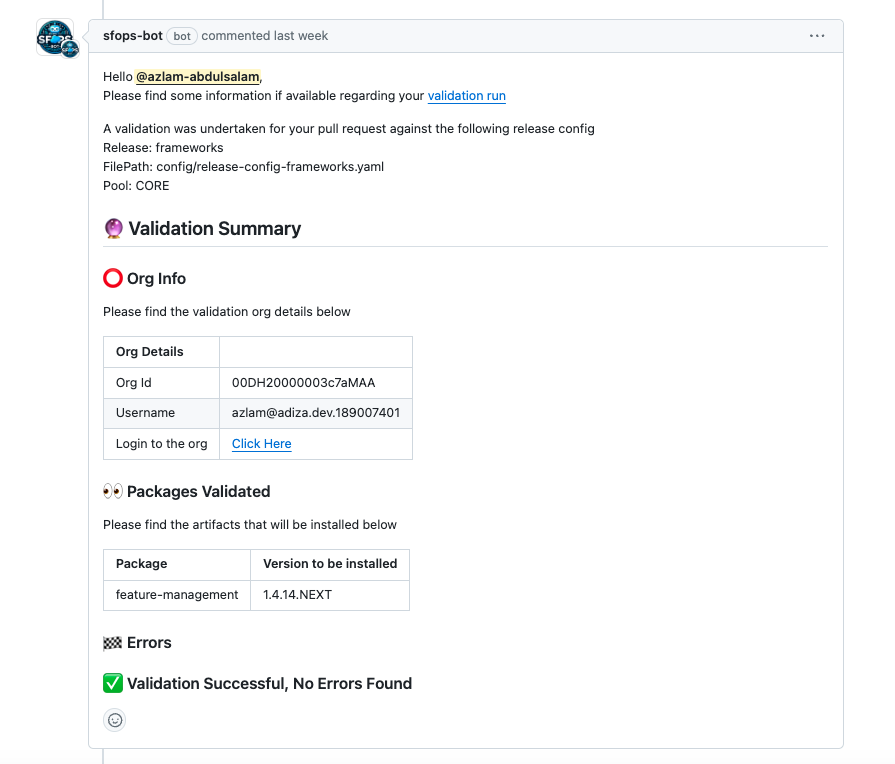 SFOPS
sfops-bot bot commented last week
Hello @azlam-abdulsalam,
Please find some information if available regarding your validation run
A validation was undertaken for your pull request against the following release config
Release: frameworks
FilePath: config/release-config-frameworks.yaml
Pool: CORE
Validation Summary
Org Info
Please find the validation org details below
Org Details
Org Id 00DH20000003c7aMAA
Username azlam@adiza.dev.189007401
Login to the org Click Here
Packages Validated
Please find the artifacts that will be installed below
Package Version to be installed
feature-management 1.4.14.NEXT
Errors
Validation Successful, No Errors Found